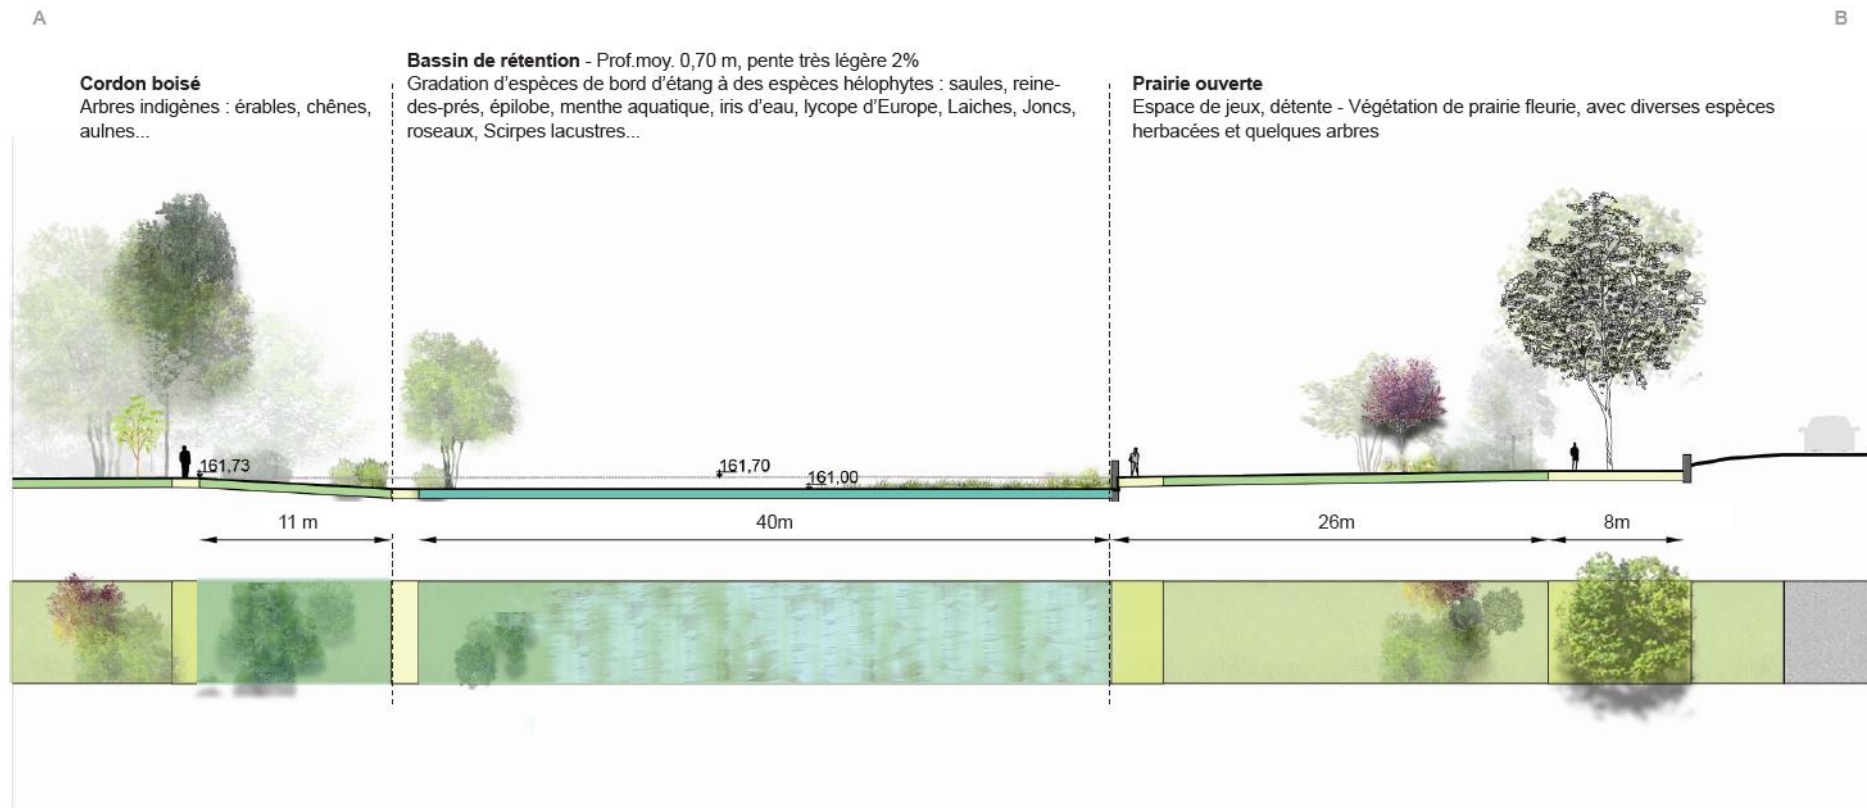 A
B
Cordon boisé
Arbres indigènes : érables, chênes,
aulnes...
Bassin de rétention - Prof.moy. 0,70 m, pente très légère 2%
Gradation d’espèces de bord d’étang à des espèces hélophytes : saules, reine-
des-prés, épilobe, menthe aquatique, iris d’eau, lycope d’Europe, Laiches, Joncs,
roseaux, Scirpes lacustres...
Prairie ouverte
Espace de jeux, détente - Végétation de prairie fleurie, avec diverses espèces
herbacées et quelques arbres
161,73
161,70
161,00
11 m
40m
26m
8m